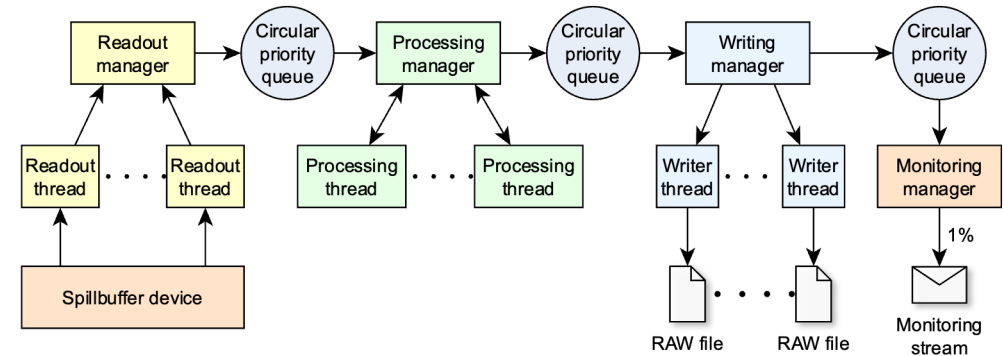 Readout
manager
Circular
priority
queue
Processing
manager
Circular
priority
queue
Writing
manager
Circular
priority
queue
Readout
thread
Readout
thread
Processing
thread
Processing
thread
Writer
thread
Writer
thread
Monitoring
manager
1%
Spillbuffer device
RAW file
RAW file
Monitoring
stream